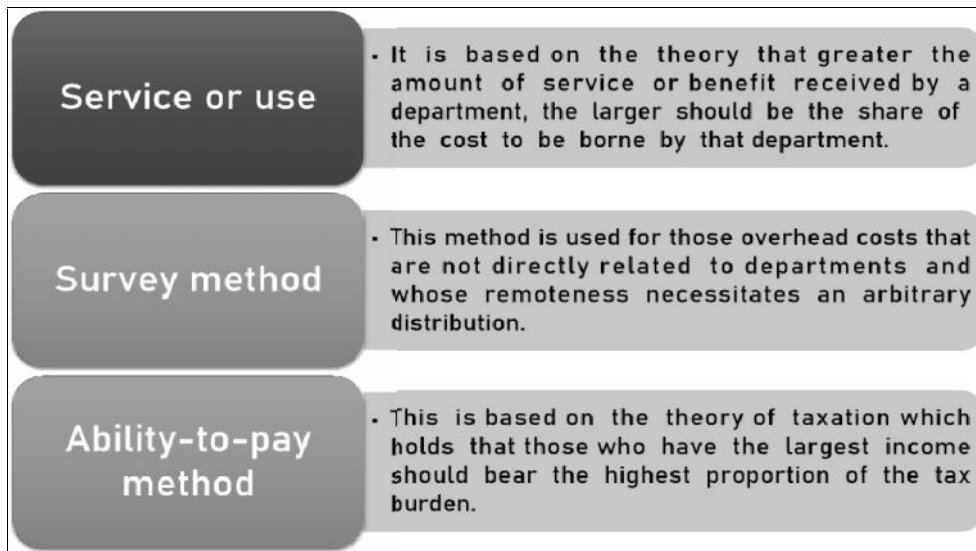 Service or use
· It is based on the theory that greater the
amount of service or benefit received by a
department, the larger should be the share of
the cost to be borne by that department.
Survey method
· This method is used for those overhead costs that
are not directly related to departments and
whose remoteness necessitates an arbitrary
distribution.
Ability-to-pay
method
· This is based on the theory of taxation which
holds that those who have the largest income
should bear the highest proportion of the tax
burden.